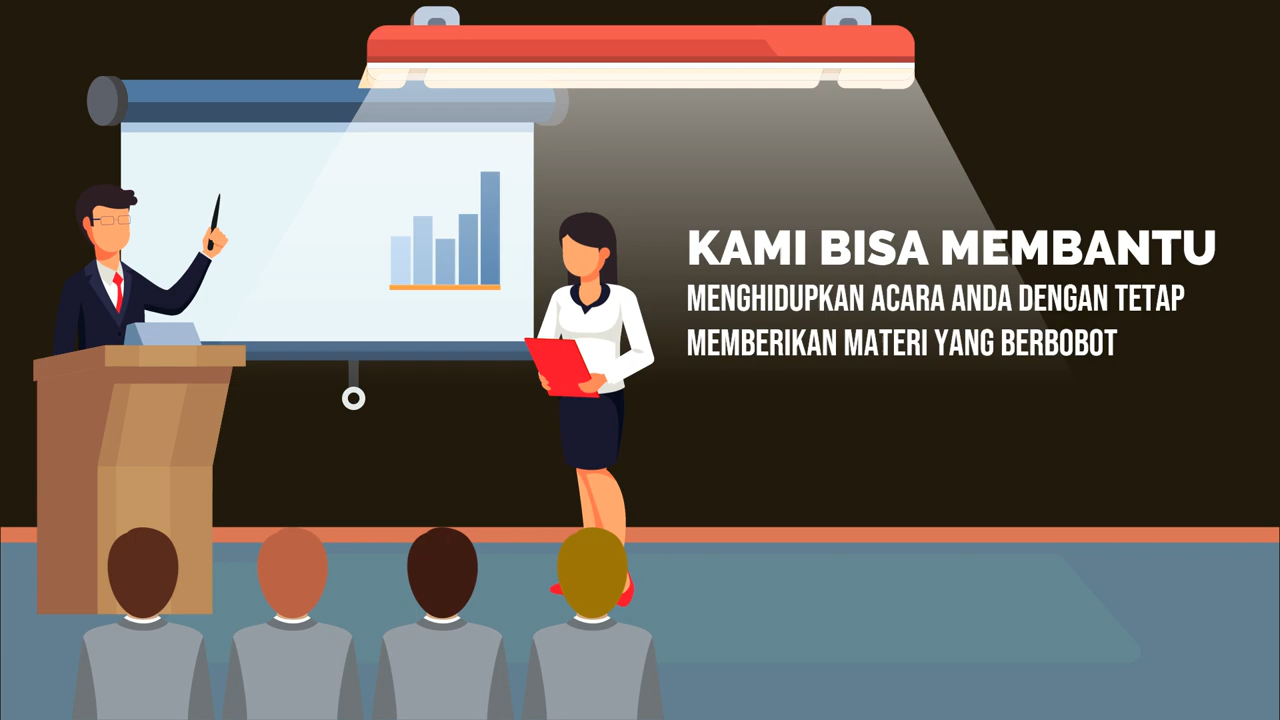 KAMI BISA MEMBANTU
MENGHIDUPKAN ACARA ANDA DENGAN TETAP
MEMBERIKAN MATERI YANG BERBOBOT